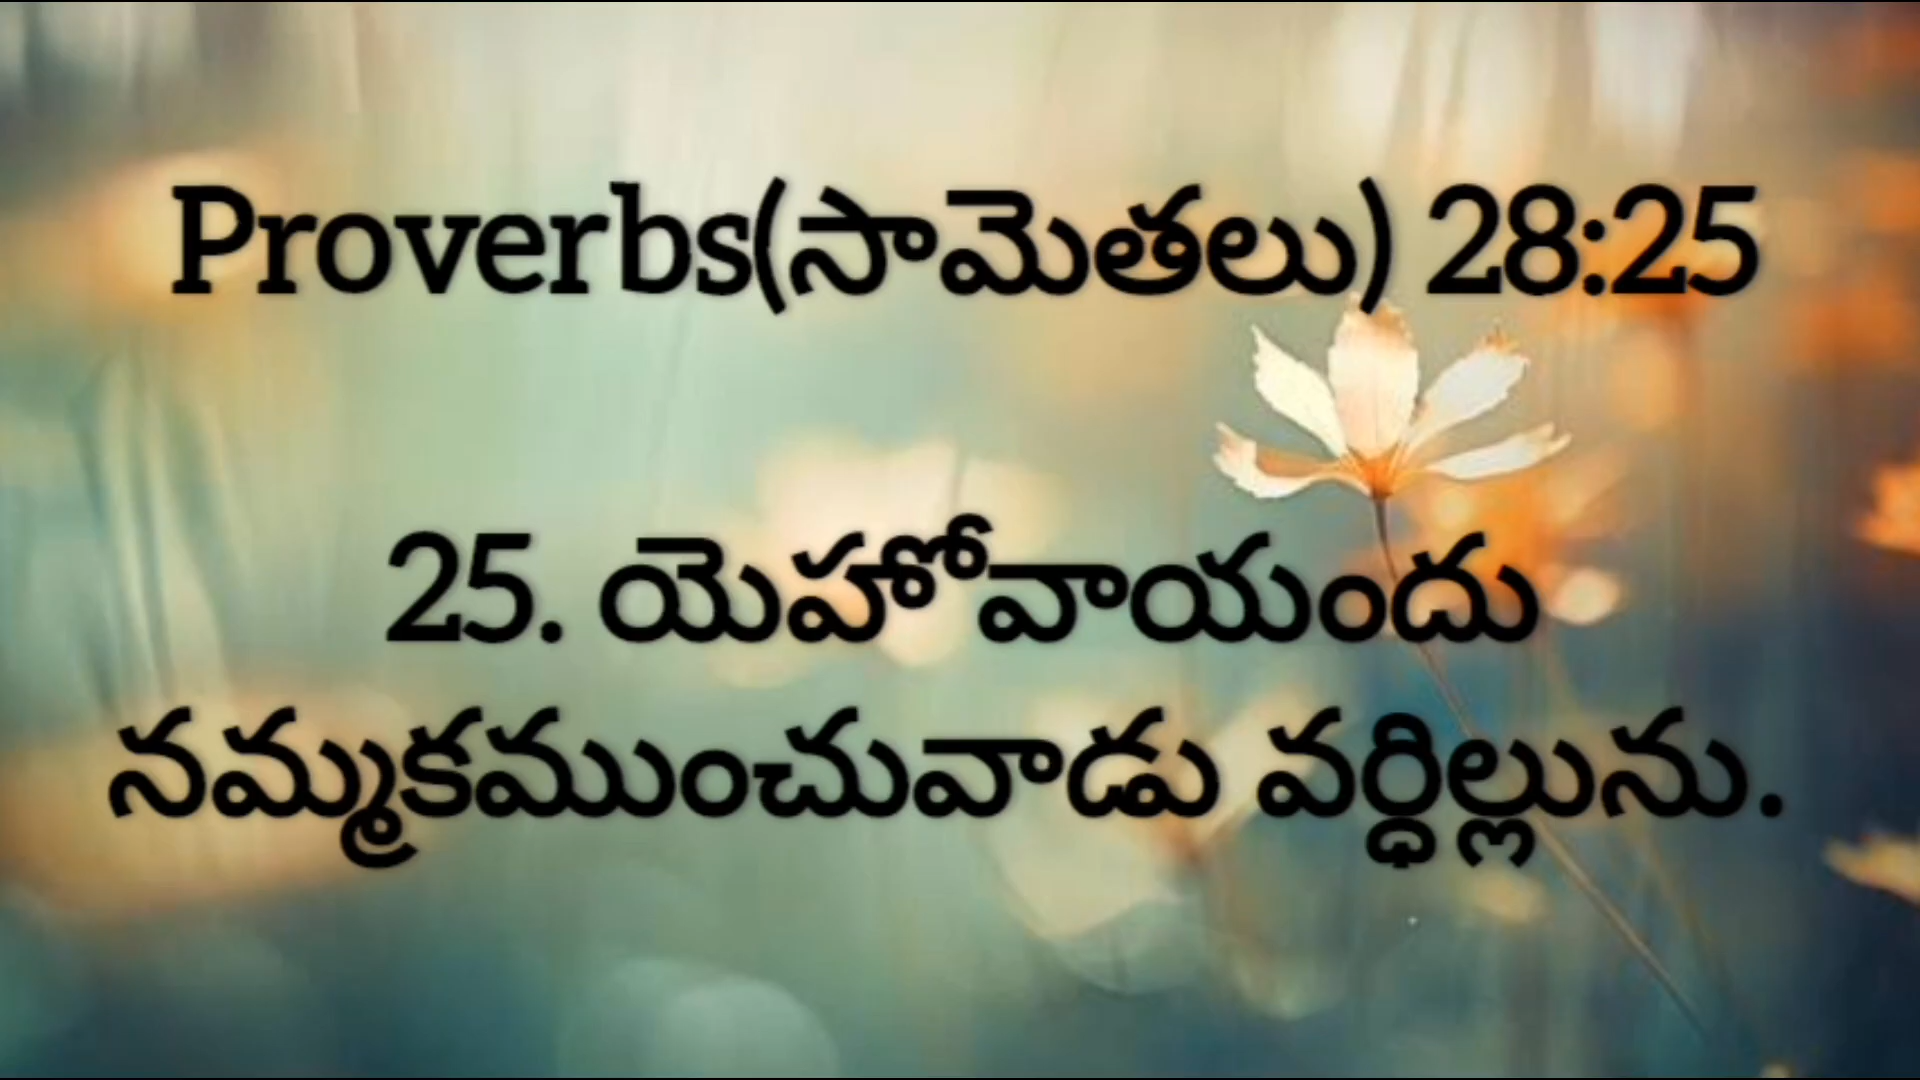 Proverbs(సామెతలు) 28:25
25. యెహోవాయందు
నమ్మకముంచువాడు వర్ధిల్లును.